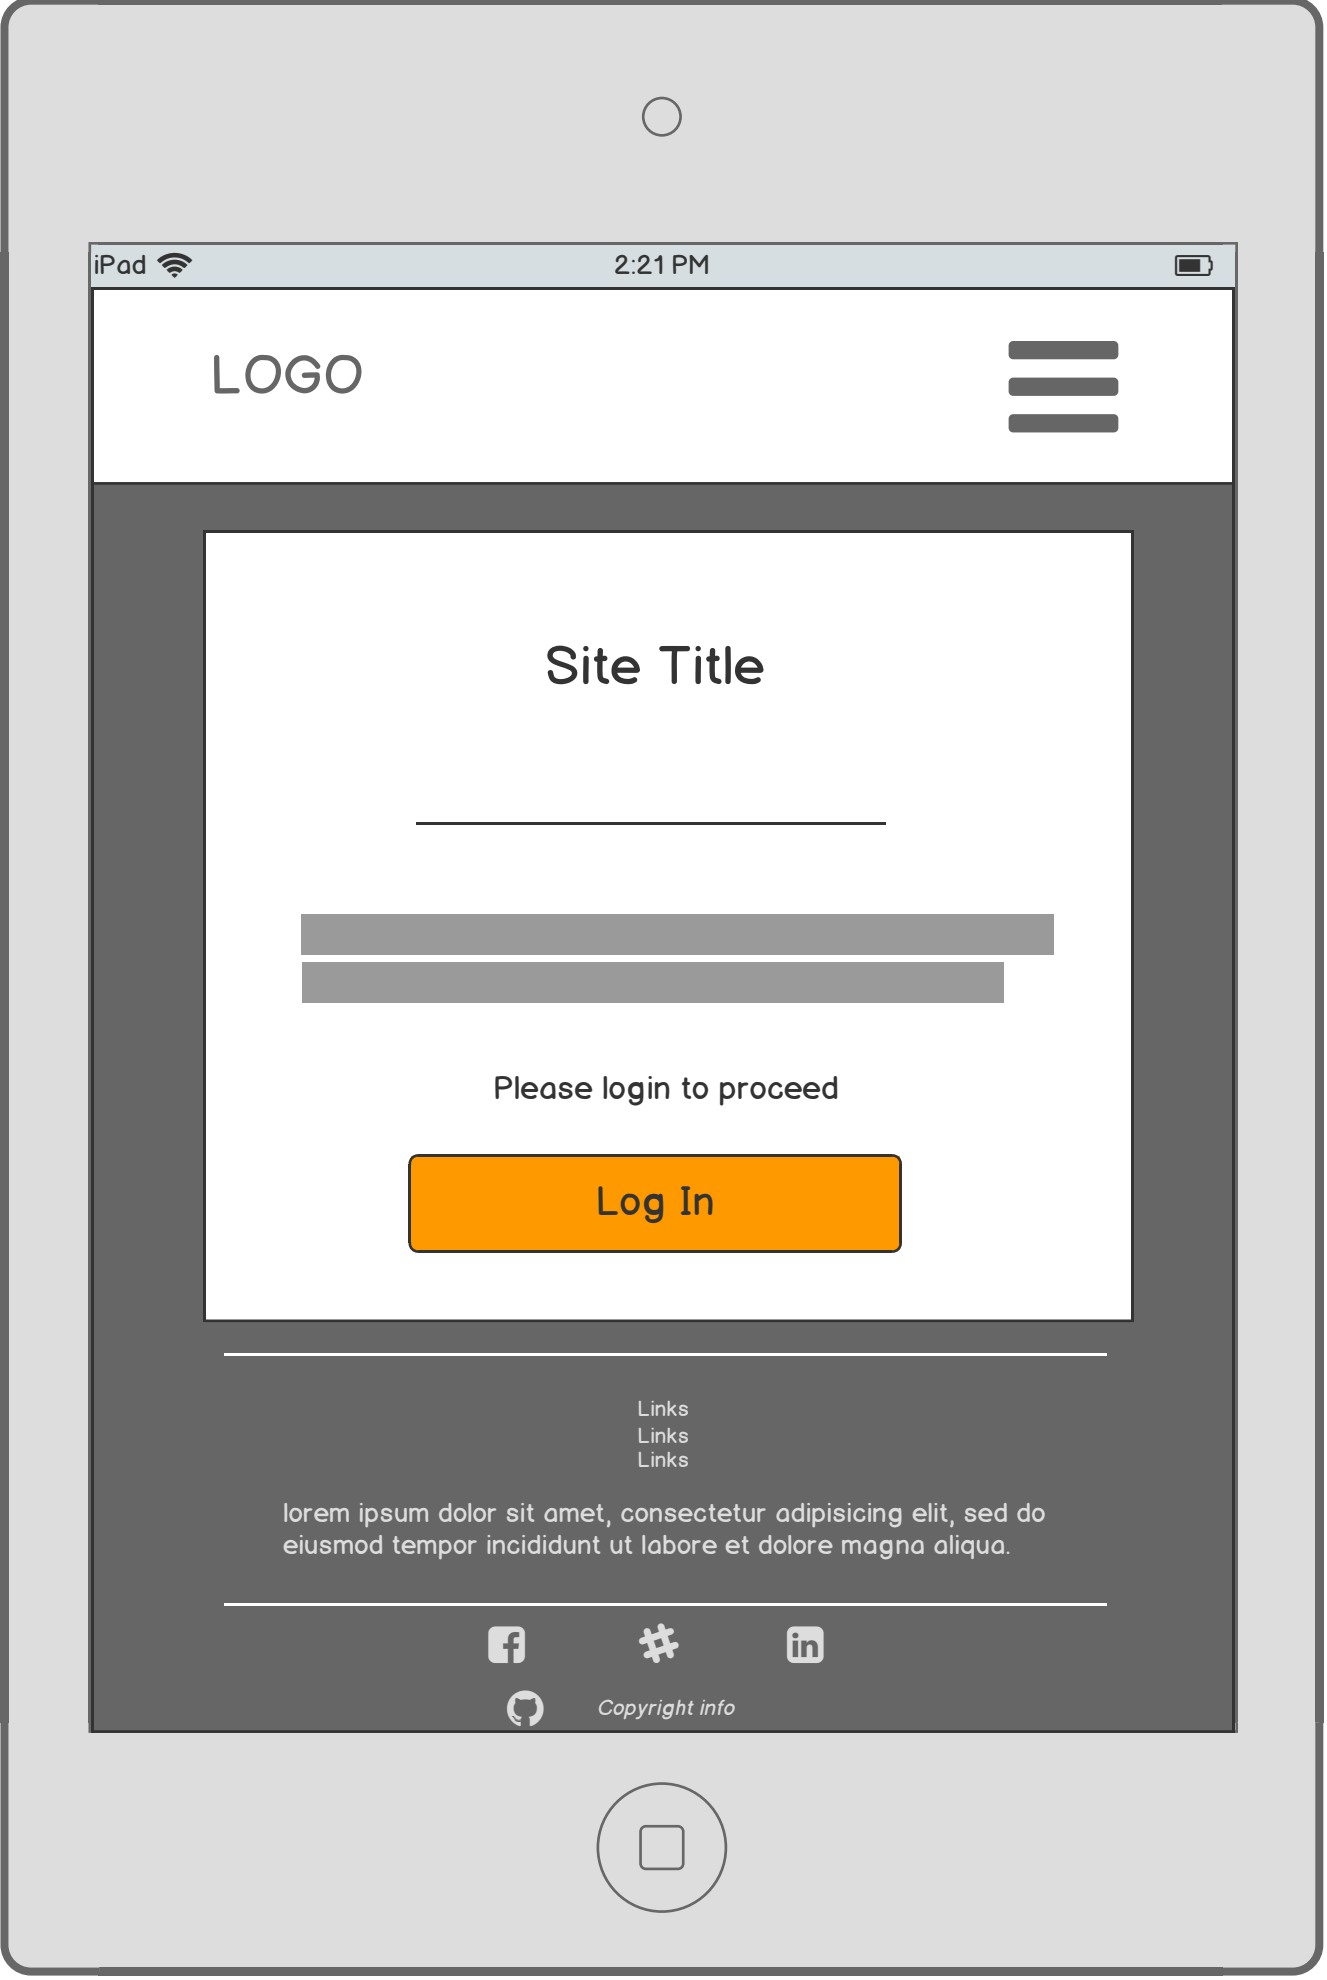 iPad
2:21 PM
LOGO
Site Title
Please login to proceed
Log In
Links
Links
Links
lorem ipsum dolor sit amet, consectetur adipisicing elit, sed do
eiusmod tempor incididunt ut labore et dolore magna aliqua.
Copyright info